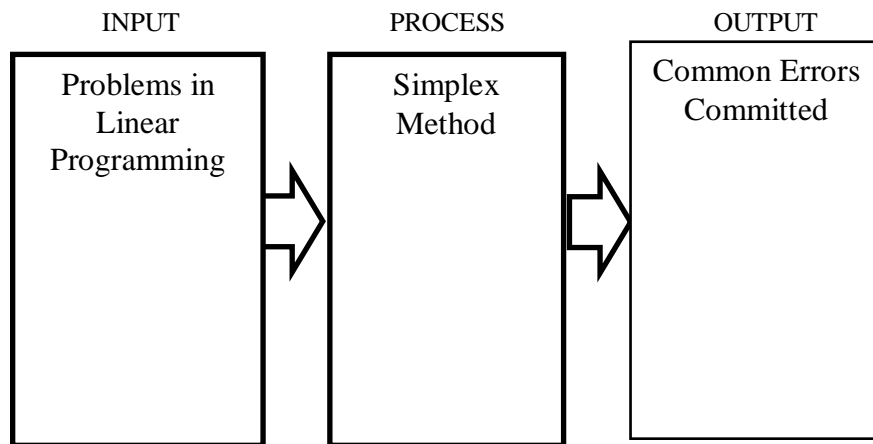 INPUT
PROCESS
OUTPUT
Problems in
Linear
Programming
Simplex
Method
Common Errors
Committed